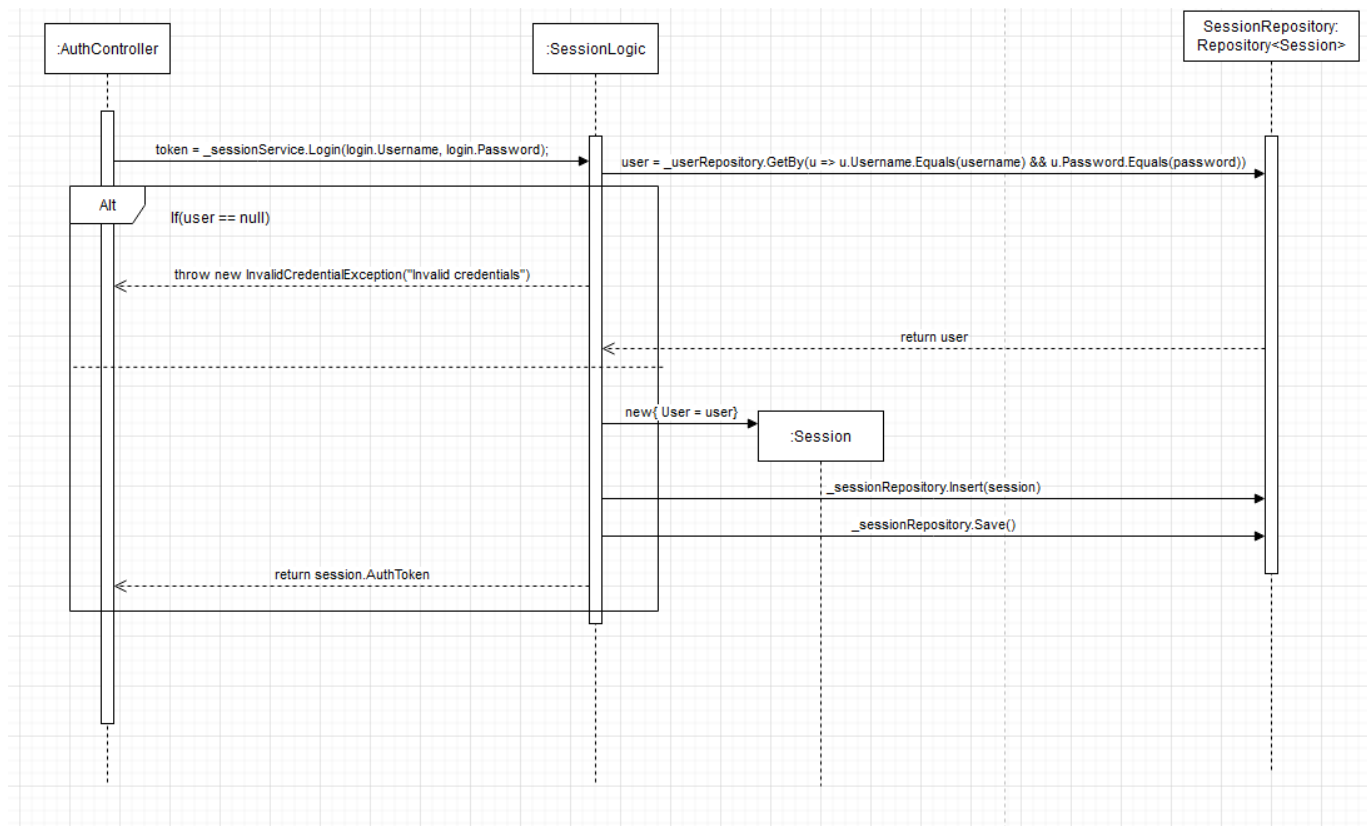 :AuthController
:SessionLogic
SessionRepository:
Repository<Session>
token = _sessionService.Login(login.Username, login.Password);
user = _userRepository.GetBy(u => u.Username.Equals(username) && u.Password.Equals(password))
Alt
If(user == null)
throw new InvalidCredentialException("Invalid credentials")
return user
new{ User = user}
:Session
_sessionRepository.Insert(session)
_sessionRepository.Save()
return session.AuthToken